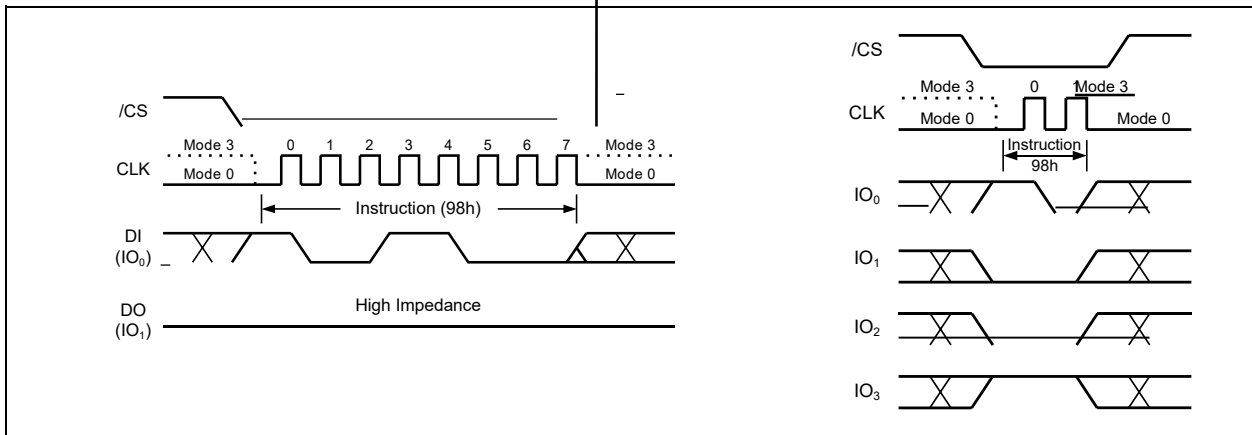 /CS
Mode 3 0 1 2 3 4 5 6 7 Mode 3
CLK
Mode 0 Mode 0
Instruction (98h)
DI
(IO₀)
High Impedance
DO
(IO₁)
/CS
Mode 3 0 1 Mode 3
CLK
Mode 0 Mode 0
Instruction
98h
IO₀
IO₁
IO₂
IO₃